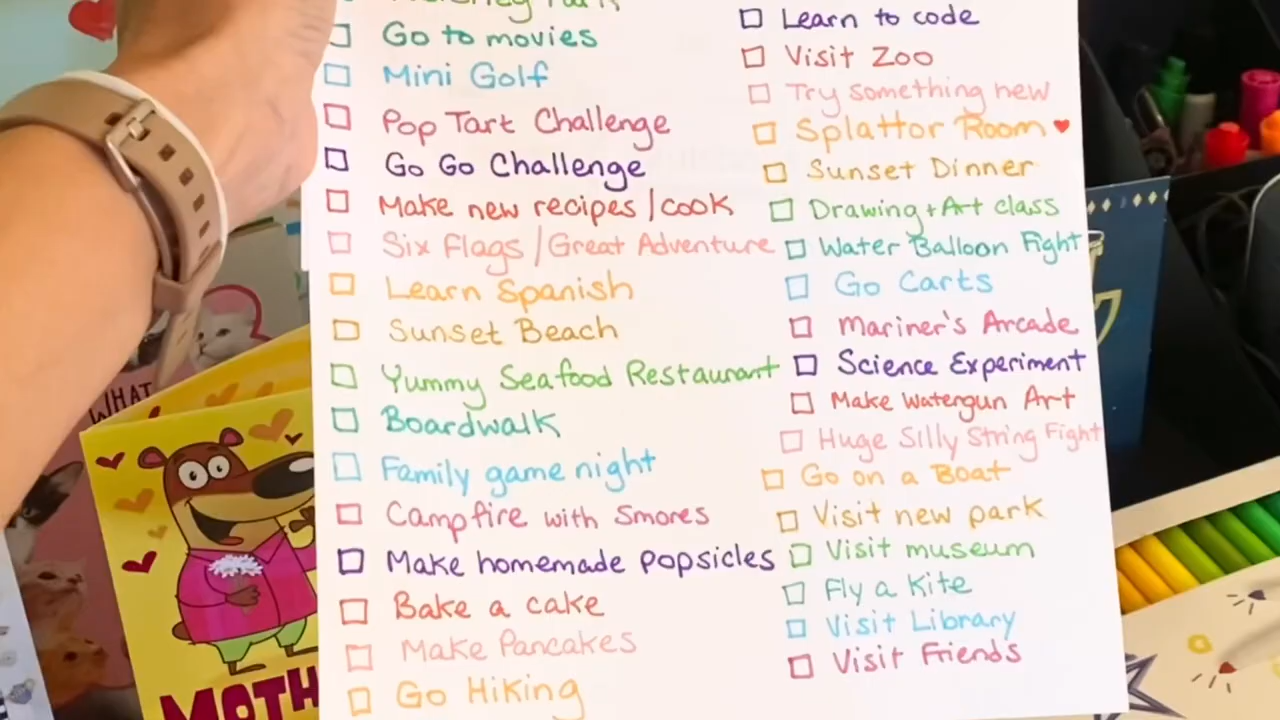 Go to movies
Mini Golf
Pop Tart Challenge
Go Go Challenge
Make new recipes/cook
Six Flags/Great Adventure
Learn Spanish
Sunset Beach
Yummy Seafood Restaurant
Boardwalk
Family game night
Campfire with Smores
Make homemade popsicles
Bake a cake
Make Pancakes
Go Hiking
Learn to code
Visit Zoo
Try something new
Splattor Room
Sunset Dinner
Drawing + Art class
Water Balloon Fight
Go Carts
Mariner's Arcade
Science Experiment
Make Watergun Art
Huge Silly String Fight
Go on a Boat
Visit new park
Visit museum
Fly a Kite
Visit Library
Visit Friends
WHAT
MOTH